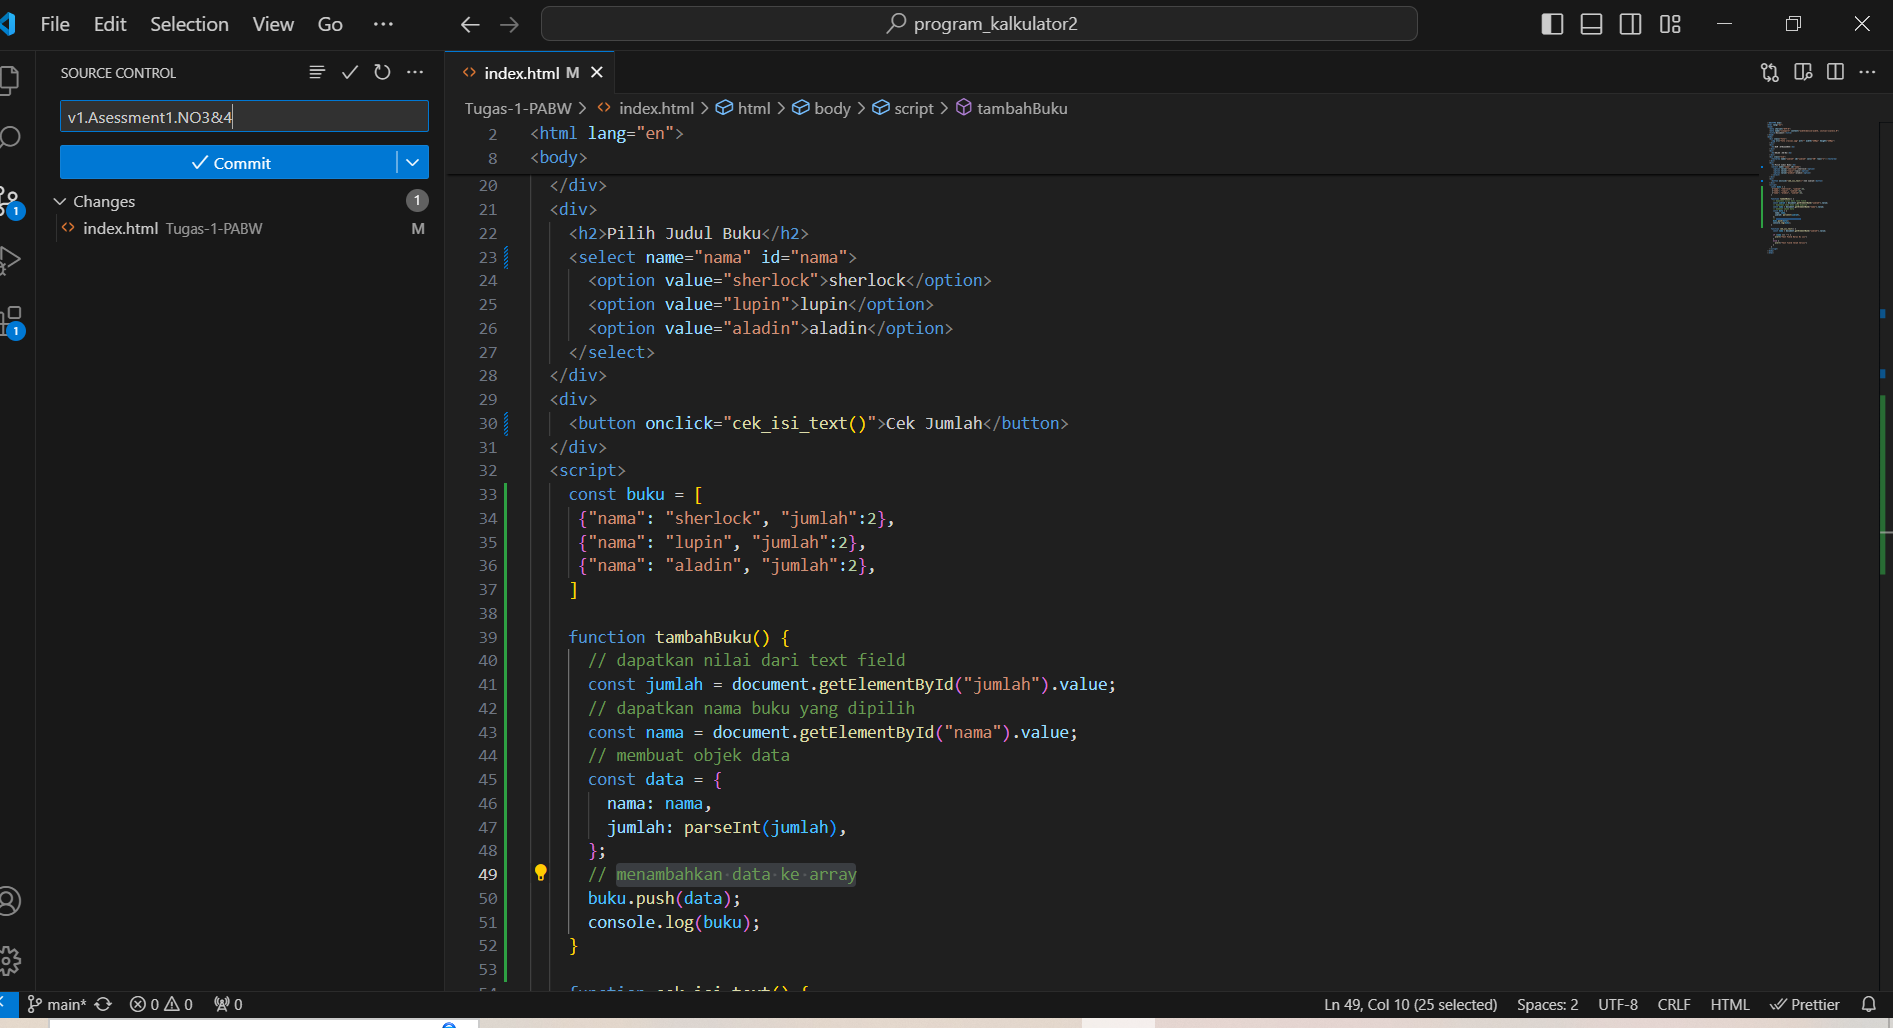 File Edit Selection View Go ···
program_kalkulator2
SOURCE CONTROL
v1.Asessment1.NO3&4
Commit
Changes 1
index.html Tugas-1-PABW M
1
1
index.html M
Tugas-1-PABW > index.html > html > body > script > tambahBuku
2 <html lang="en">
8 <body>
20 </div>
21 <div>
22 <h2>Pilih Judul Buku</h2>
23 <select name="nama" id="nama">
24 <option value="sherlock">sherlock</option>
25 <option value="lupin">lupin</option>
26 <option value="aladin">aladin</option>
27 </select>
28 </div>
29 <div>
30 <button onclick="cek_isi_text()">Cek Jumlah</button>
31 </div>
32 <script>
33 const buku = [
34 {"nama": "sherlock", "jumlah":2},
35 {"nama": "lupin", "jumlah":2},
36 {"nama": "aladin", "jumlah":2},
37 ]
38
39 function tambahBuku() {
40 // dapatkan nilai dari text field
41 const jumlah = document.getElementById("jumlah").value;
42 // dapatkan nama buku yang dipilih
43 const nama = document.getElementById("nama").value;
44 // membuat objek data
45 const data = {
46 nama: nama,
47 jumlah: parseInt(jumlah),
48 };
49 // menambahkan data ke array
50 buku.push(data);
51 console.log(buku);
52 }
53
54 function cek_isi_text() {
main* 0 0 0
Ln 49, Col 10 (25 selected) Spaces: 2 UTF-8 CRLF HTML Prettier